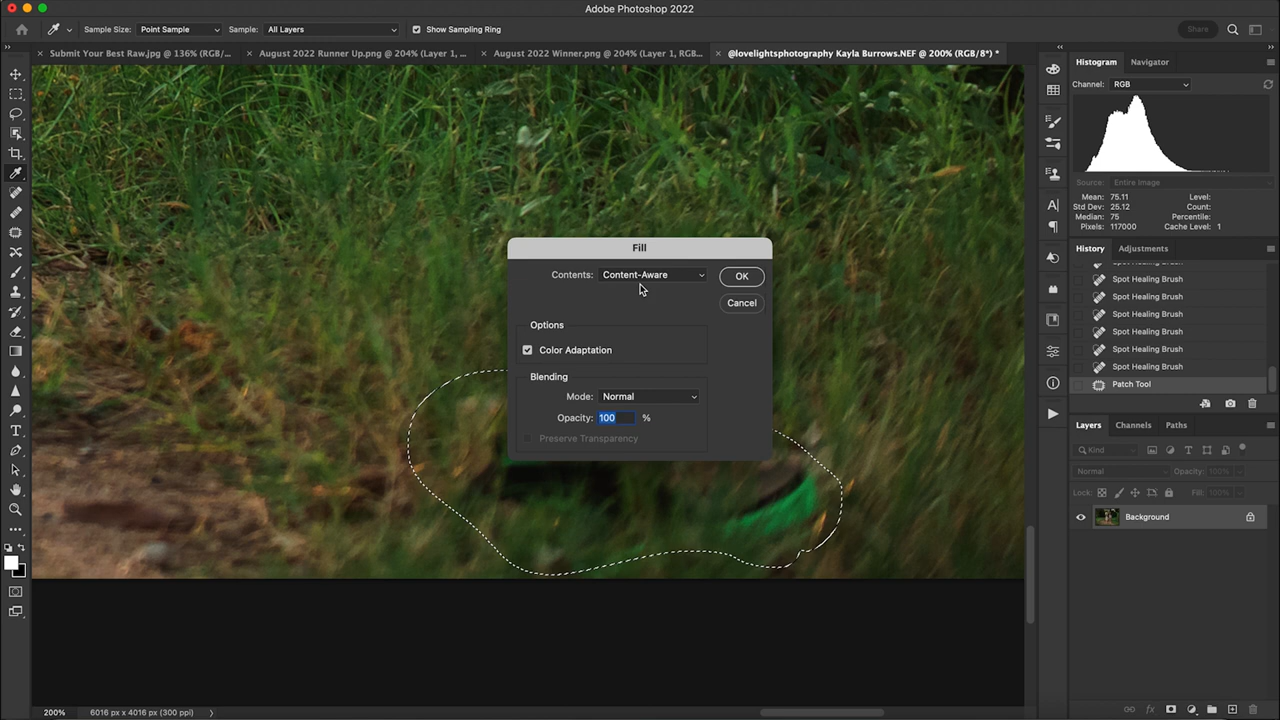 Adobe Photoshop 2022
Sample Size: Point Sample Sample: All Layers Show Sampling Ring Share
Submit Your Best Raw.jpg @ 136% (RGB/... August 2022 Runner Up.png @ 204% (Layer 1, ... August 2022 Winner.png @ 204% (Layer 1, RGB... @lovelightsphotography Kayla Burrows.NEF @ 200% (RGB/8*) *
Histogram Navigator
Channel: RGB
Source: Entire Image
Mean: 75.11 Level:
Std Dev: 25.12 Count:
Median: 75 Percentile:
Pixels: 117000 Cache Level: 1
History Adjustments
Spot Healing Brush
Spot Healing Brush
Spot Healing Brush
Spot Healing Brush
Spot Healing Brush
Spot Healing Brush
Patch Tool
Fill
Contents: Content-Aware OK
Cancel
Options
Color Adaptation
Blending
Mode: Normal
Opacity: 100 %
Preserve Transparency
Layers Channels Paths
Kind
Normal Opacity: 100%
Lock: Fill: 100%
Background
200% 6016 px x 4016 px (300 ppi)